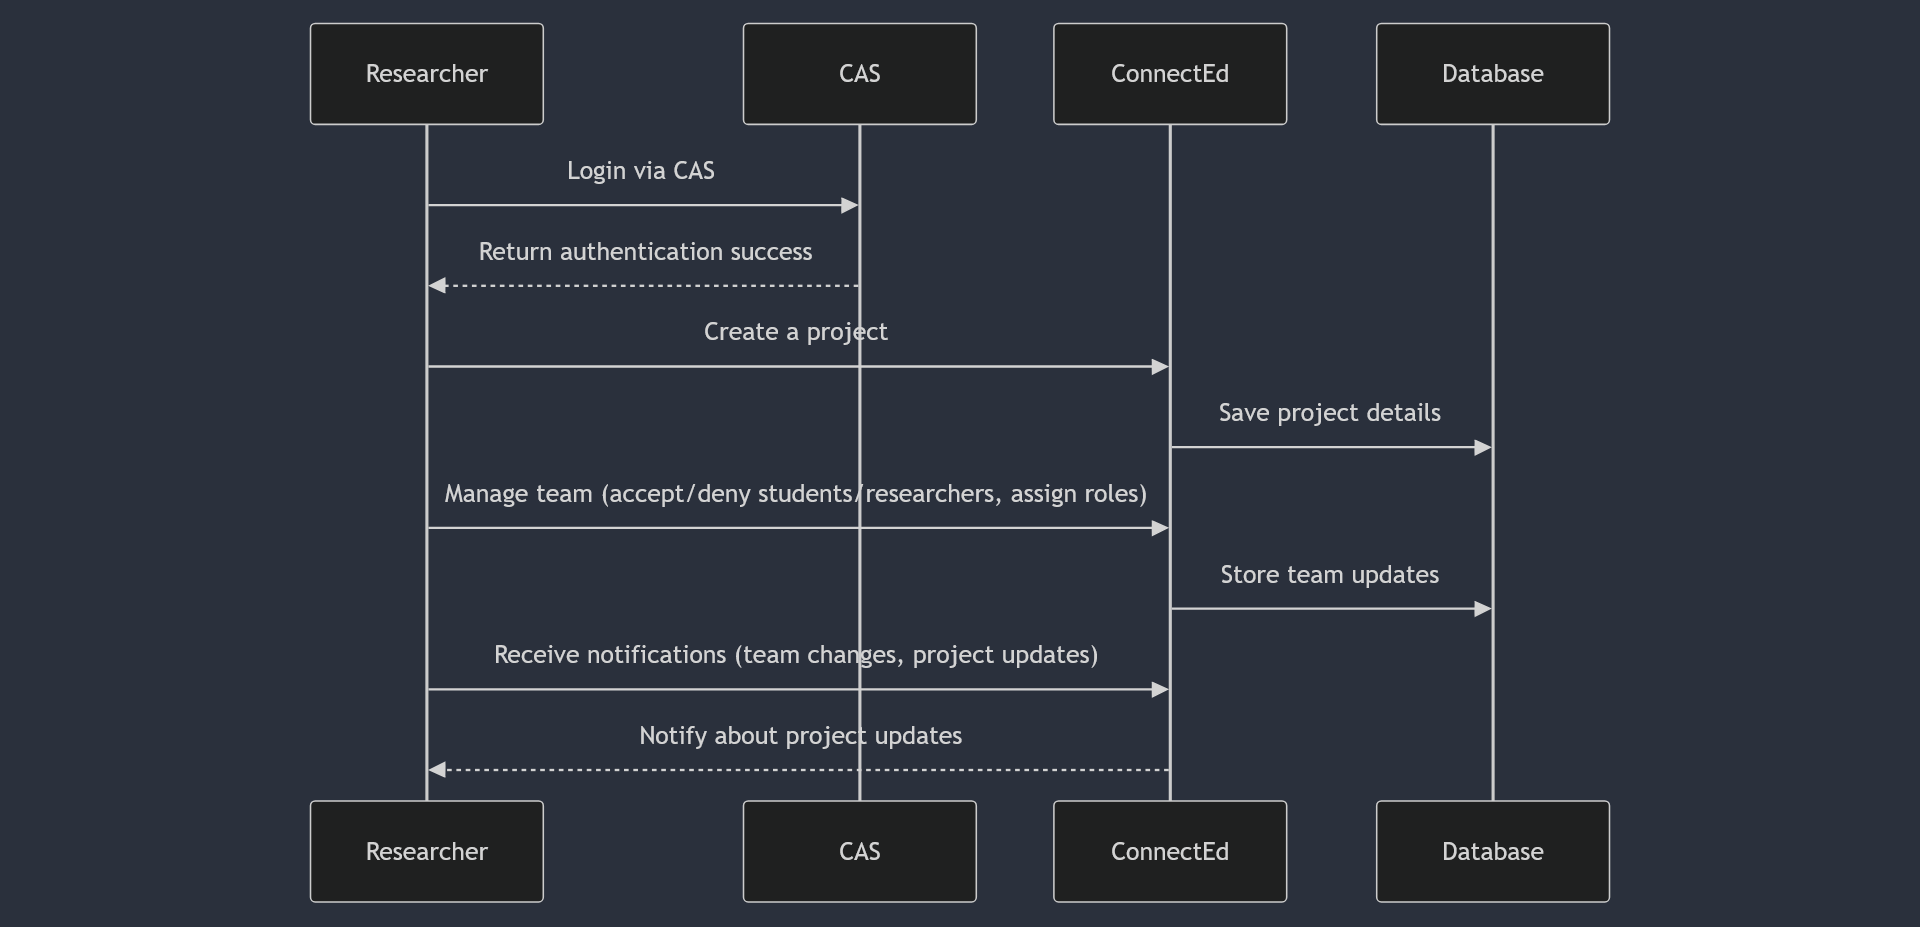 Researcher
CAS
ConnectEd
Database
Login via CAS
Return authentication success
Create a project
Save project details
Manage team (accept/deny students/researchers, assign roles)
Store team updates
Receive notifications (team changes, project updates)
Notify about project updates
Researcher
CAS
ConnectEd
Database